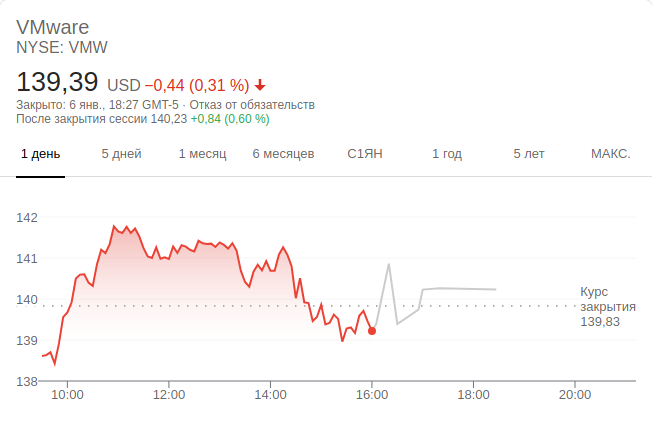 VMware
NYSE: VMW
139,39 USD −0,44 (0,31 %)
Закрыто: 6 янв., 18:27 GMT-5 · Отказ от обязательств
После закрытия сессии 140,23 +0,84 (0,60 %)
1 день 5 дней 1 месяц 6 месяцев С1ЯН 1 год 5 лет МАКС.
142
141
140
139
138
Курс
закрытия
139,83
10:00 12:00 14:00 16:00 18:00 20:00